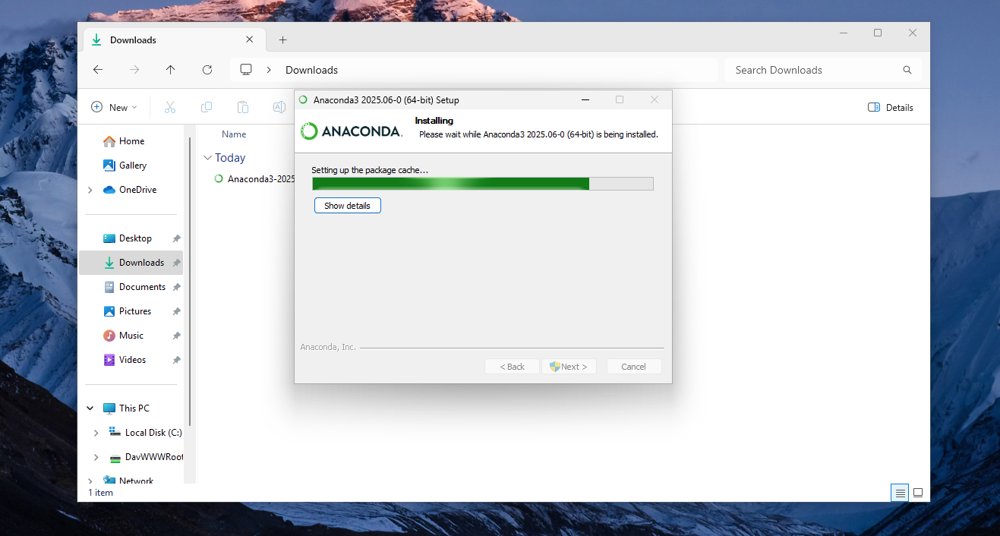 Downloads
Downloads
Search Downloads
New
Details
Home
Gallery
OneDrive
Desktop
Downloads
Documents
Pictures
Music
Videos
This PC
Local Disk (C:)
DavWWWRoot
Network
1 item
Name
Today
Anaconda3-2025
Anaconda3 2025.06-0 (64-bit) Setup
ANACONDA.
Installing
Please wait while Anaconda3 2025.06-0 (64-bit) is being installed.
Setting up the package cache...
Show details
Anaconda, Inc.
< Back
Next >
Cancel